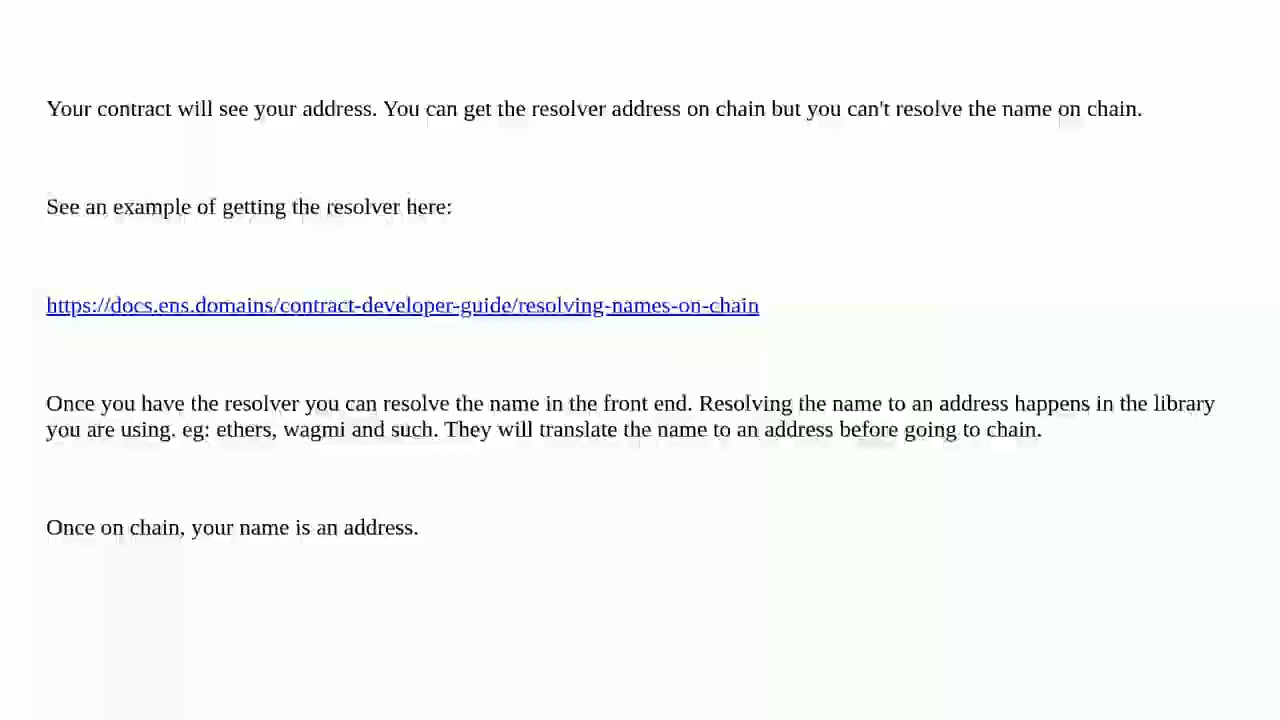 Your contract will see your address. You can get the resolver address on chain but you can't resolve the name on chain.
See an example of getting the resolver here:
https://docs.ens.domains/contract-developer-guide/resolving-names-on-chain
Once you have the resolver you can resolve the name in the front end. Resolving the name to an address happens in the library
you are using. eg: ethers, wagmi and such. They will translate the name to an address before going to chain.
Once on chain, your name is an address.